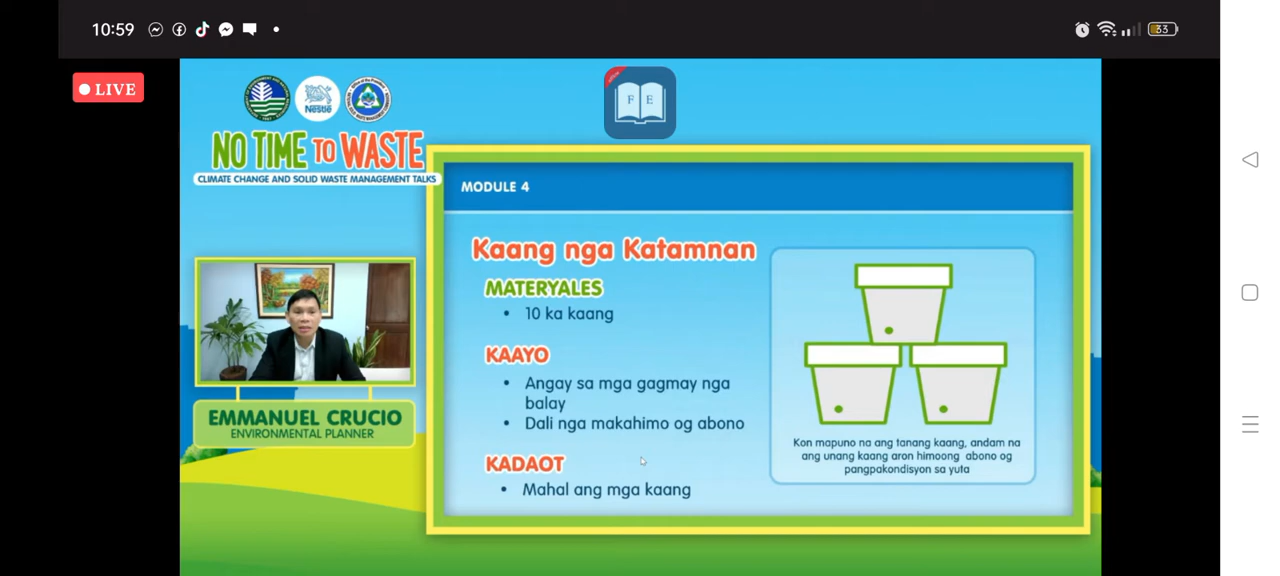 10:59
33
LIVE
Nestlé
offline
F E
NO TIME TO WASTE
CLIMATE CHANGE AND SOLID WASTE MANAGEMENT TALKS
MODULE 4
Kaang nga Katamnan
MATERYALES
• 10 ka kaang
KAAYO
• Angay sa mga gagmay nga
balay
• Dali nga makahimo og abono
KADAOT
• Mahal ang mga kaang
Kon mapuno na ang tanang kaang, andam na
ang unang kaang aron himoong abono og
pangpakondisyon sa yuta
EMMANUEL CRUCIO
ENVIRONMENTAL PLANNER